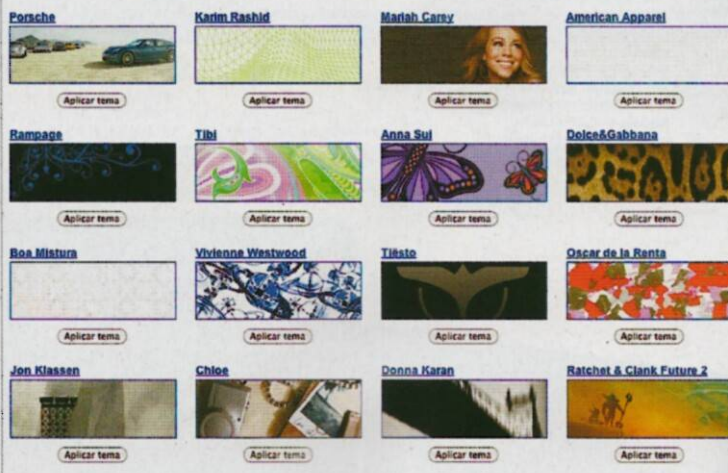 Porsche
Karim Rashid
Mariah Carey
American Apparel
Aplicar tema
Aplicar tema
Aplicar tema
Aplicar tema
Rampage
Tibi
Anna Sui
Dolce&Gabbana
Aplicar tema
Aplicar tema
Aplicar tema
Aplicar tema
Boa Mistura
Vivienne Westwood
Tiësto
Oscar de la Renta
Aplicar tema
Aplicar tema
Aplicar tema
Aplicar tema
Jon Klassen
Chloe
Donna Karan
Ratchet & Clank Future 2
Aplicar tema
Aplicar tema
Aplicar tema
Aplicar tema